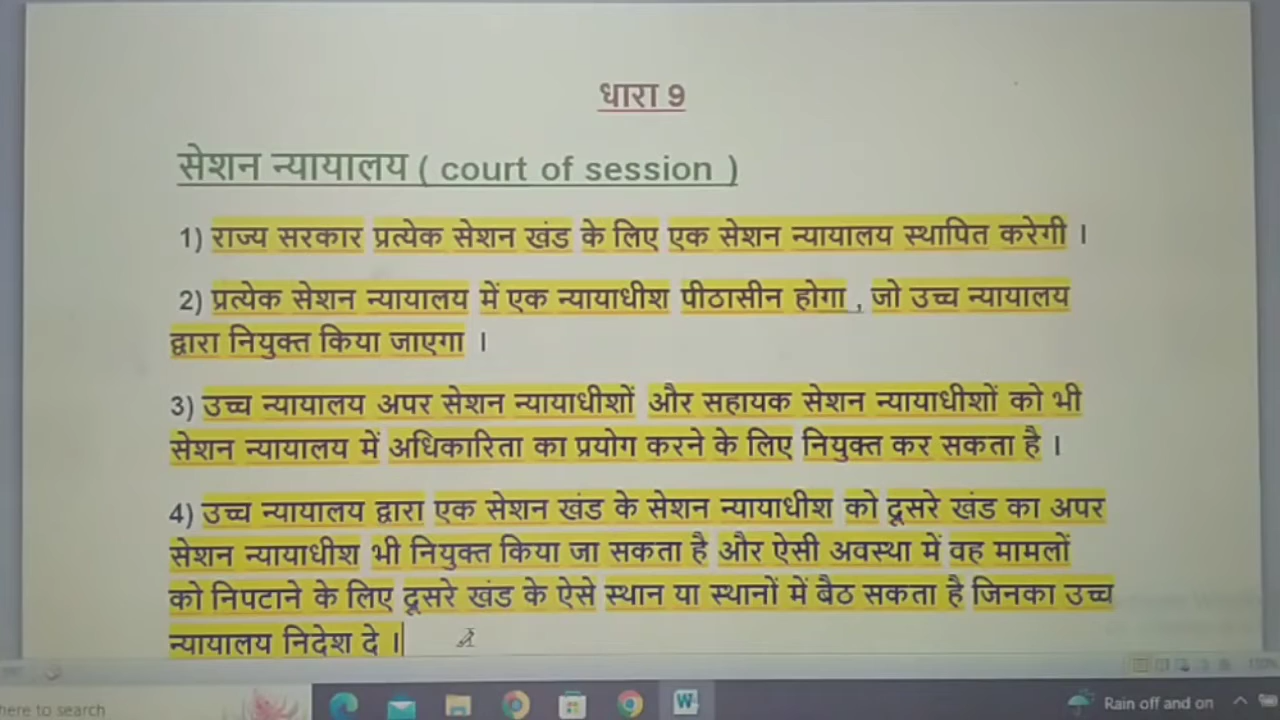 धारा 9
सेशन न्यायालय ( court of session )
1) राज्य सरकार प्रत्येक सेशन खंड के लिए एक सेशन न्यायालय स्थापित करेगी ।
2) प्रत्येक सेशन न्यायालय में एक न्यायाधीश पीठासीन होगा , जो उच्च न्यायालय
द्वारा नियुक्त किया जाएगा ।
3) उच्च न्यायालय अपर सेशन न्यायाधीशों और सहायक सेशन न्यायाधीशों को भी
सेशन न्यायालय में अधिकारिता का प्रयोग करने के लिए नियुक्त कर सकता है ।
4) उच्च न्यायालय द्वारा एक सेशन खंड के सेशन न्यायाधीश को दूसरे खंड का अपर
सेशन न्यायाधीश भी नियुक्त किया जा सकता है और ऐसी अवस्था में वह मामलों
को निपटाने के लिए दूसरे खंड के ऐसे स्थान या स्थानों में बैठ सकता है जिनका उच्च
न्यायालय निदेश दे ।
here to search
Rain off and on